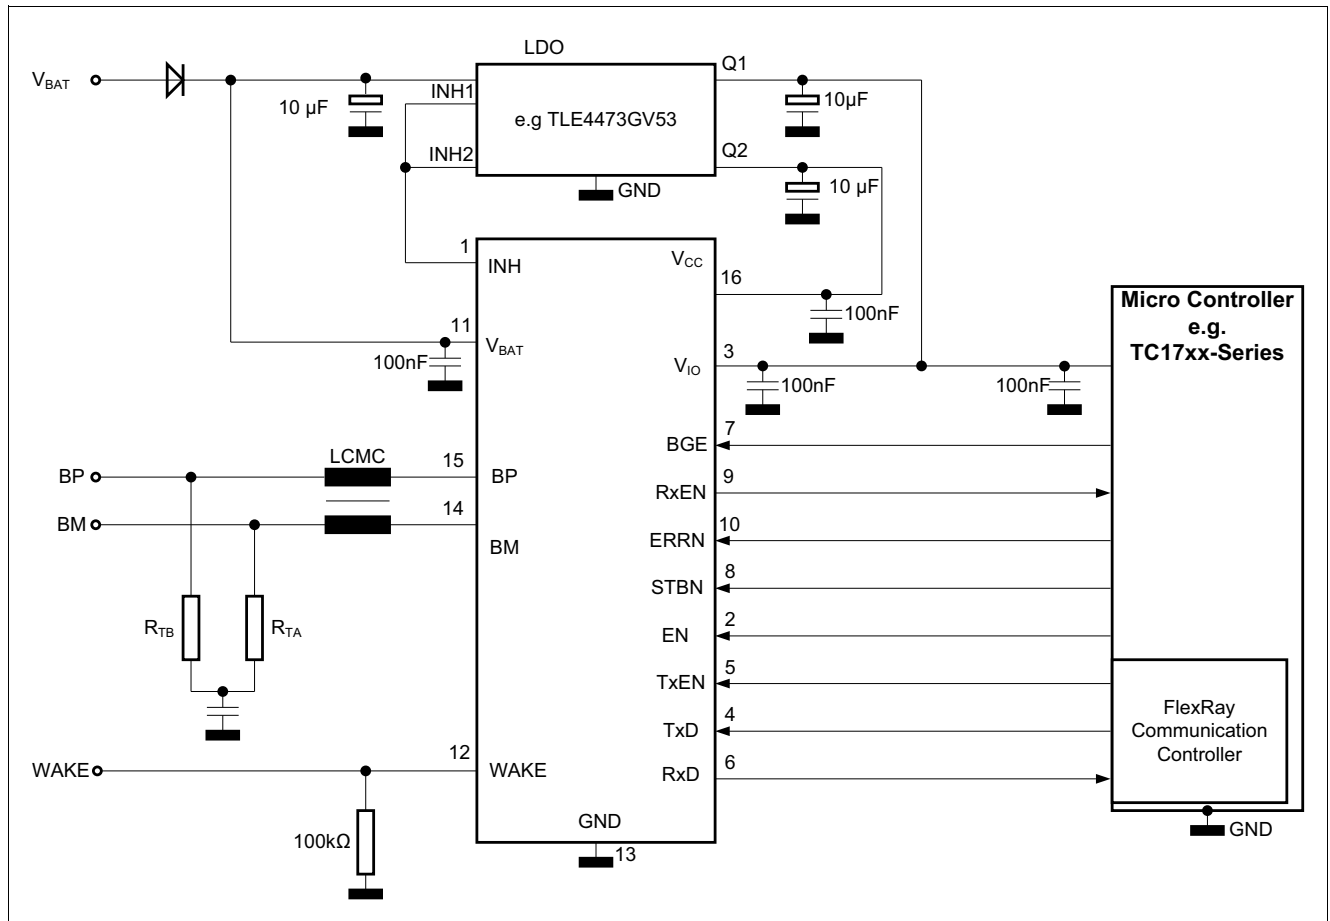 LDO
V_BAT
10 µF
INH1
INH2
e.g TLE4473GV53
Q1
10µF
Q2
10 µF
GND
1
INH
V_CC
16
100nF
11
V_BAT
100nF
3
V_IO
100nF
100nF
Micro Controller
e.g.
TC17xx-Series
7
BGE
9
RxEN
10
ERRN
8
STBN
2
EN
5
TxEN
4
TxD
6
RxD
BP
LCMC
15
BP
BM
14
BM
R_TB
R_TA
FlexRay
Communication
Controller
WAKE
12
WAKE
100kΩ
GND
13
GND